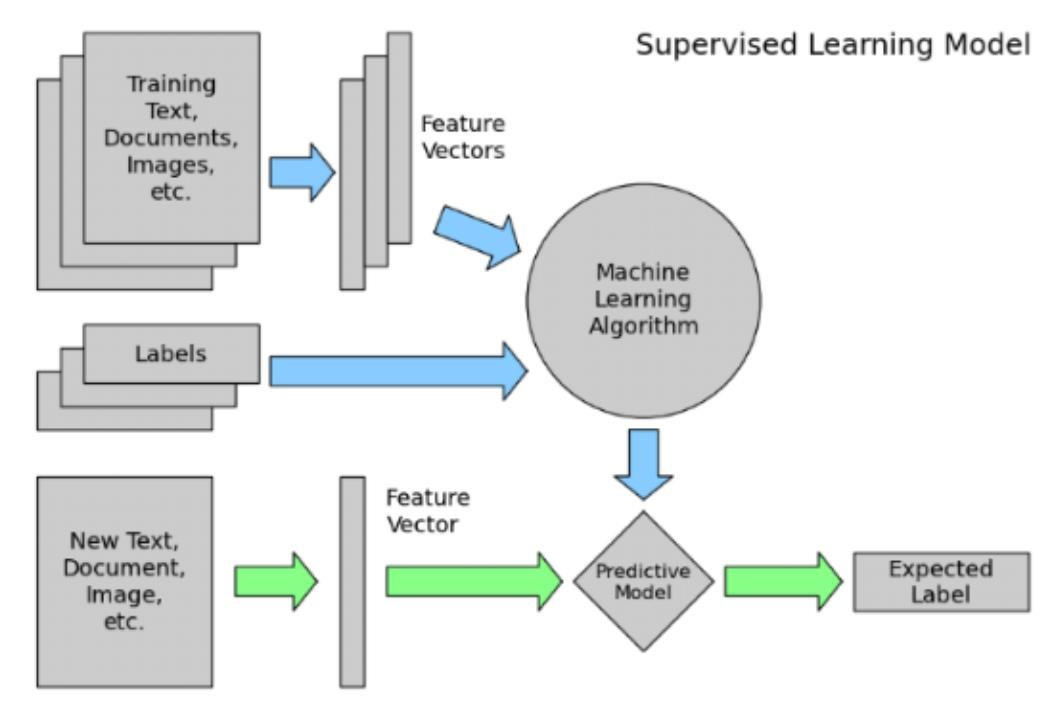 Supervised Learning Model
Training
Text,
Documents,
Images,
etc.
Feature
Vectors
Machine
Learning
Algorithm
Labels
New Text,
Document,
Image,
etc.
Feature
Vector
Predictive
Model
Expected
Label